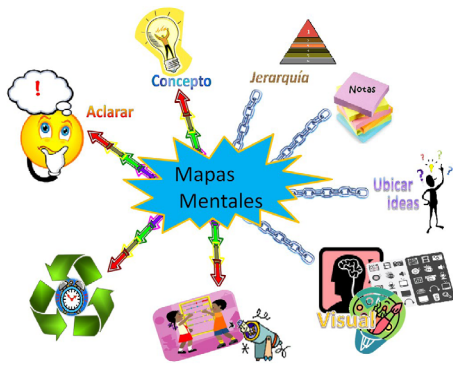 Concepto
Jerarquía
!
Aclarar
Notas
Mapas
Mentales
Ubicar
ideas
Visual